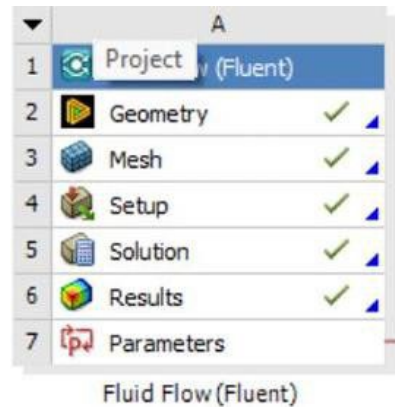 A
1 Project w (Fluent)
2 Geometry
3 Mesh
4 Setup
5 Solution
6 Results
7 Parameters
Fluid Flow (Fluent)